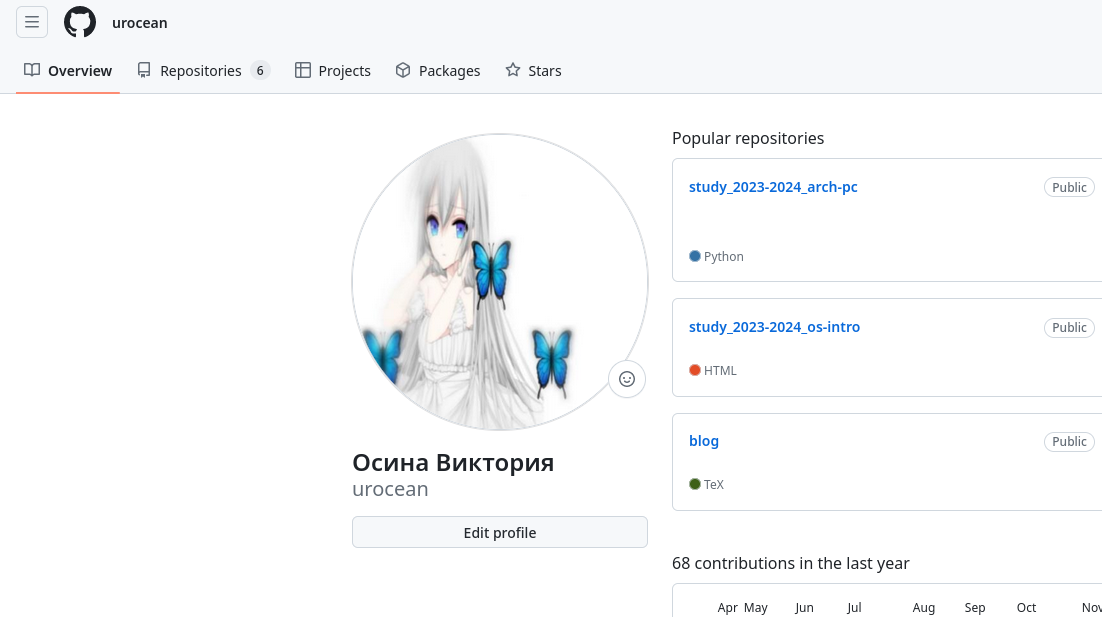 urocean
Overview Repositories 6 Projects Packages Stars
Осина Виктория
urocean
Edit profile
Popular repositories
study_2023-2024_arch-pc Public
Python
study_2023-2024_os-intro Public
HTML
blog Public
TeX
68 contributions in the last year
Apr May Jun Jul Aug Sep Oct Nov